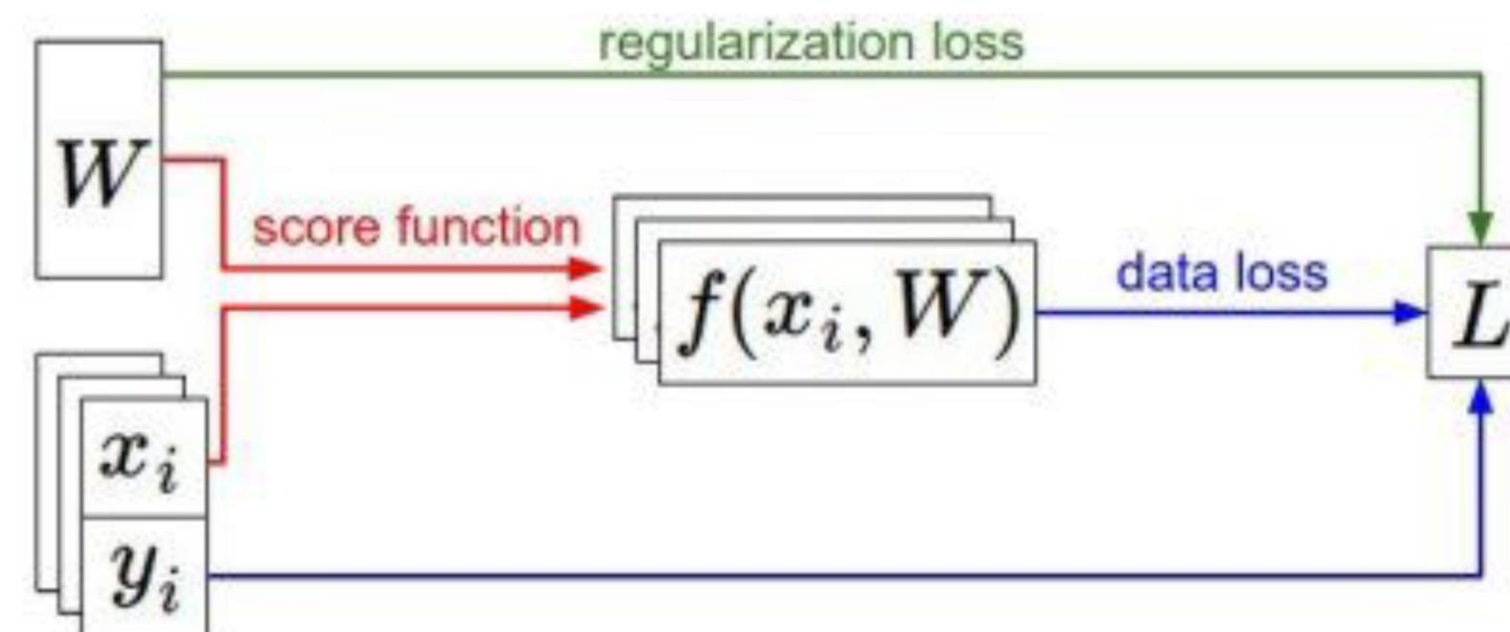 regularization loss
W
score function
f(x_i, W)
data loss
L
x_i
y_i